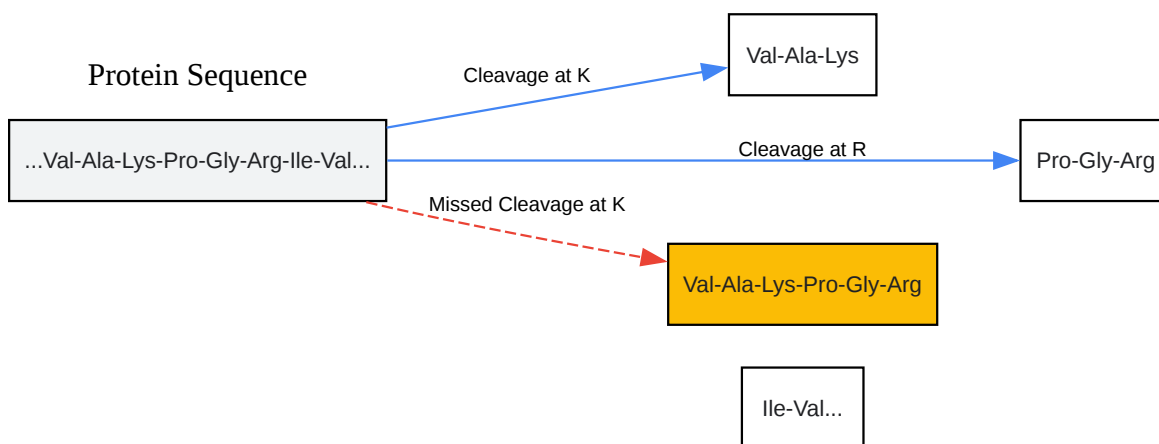 Val-Ala-Lys
Cleavage at K
Protein Sequence
...Val-Ala-Lys-Pro-Gly-Arg-Ile-Val...
Cleavage at R
Pro-Gly-Arg
Missed Cleavage at K
Val-Ala-Lys-Pro-Gly-Arg
Ile-Val...